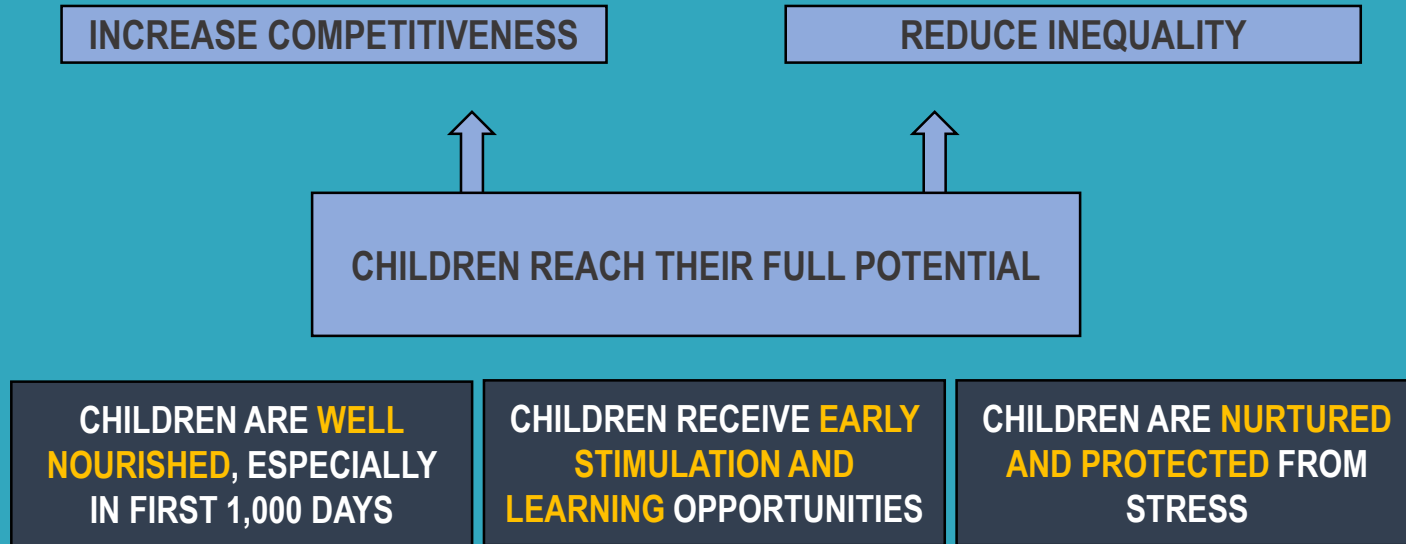 INCREASE COMPETITIVENESS
REDUCE INEQUALITY
CHILDREN REACH THEIR FULL POTENTIAL
CHILDREN ARE WELL
NOURISHED, ESPECIALLY
IN FIRST 1,000 DAYS
CHILDREN RECEIVE EARLY
STIMULATION AND
LEARNING OPPORTUNITIES
CHILDREN ARE NURTURED
AND PROTECTED FROM
STRESS